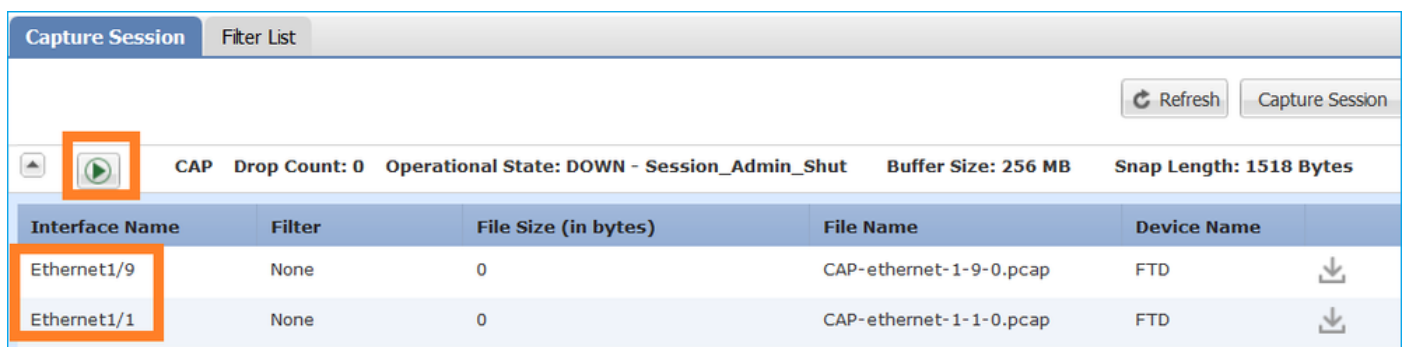 Capture Session Filter List
Refresh Capture Session
CAP Drop Count: 0 Operational State: DOWN - Session_Admin_Shut Buffer Size: 256 MB Snap Length: 1518 Bytes
Interface Name Filter File Size (in bytes) File Name Device Name
Ethernet1/9 None 0 CAP-ethernet-1-9-0.pcap FTD
Ethernet1/1 None 0 CAP-ethernet-1-1-0.pcap FTD